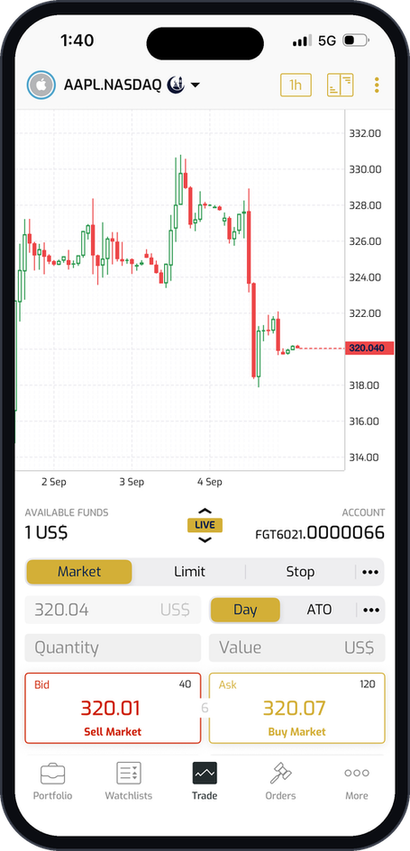 1:40 5G
AAPL.NASDAQ 1h
332.00
330.00
328.00
326.00
324.00
322.00
320.040
318.00
316.00
314.00
2 Sep 3 Sep 4 Sep
AVAILABLE FUNDS ACCOUNT
1 US$ LIVE FGT6021.0000066
Market Limit Stop
320.04 US$ Day ATO
Quantity Value US$
Bid 40 Ask 120
320.01 6 320.07
Sell Market Buy Market
Portfolio Watchlists Trade Orders More